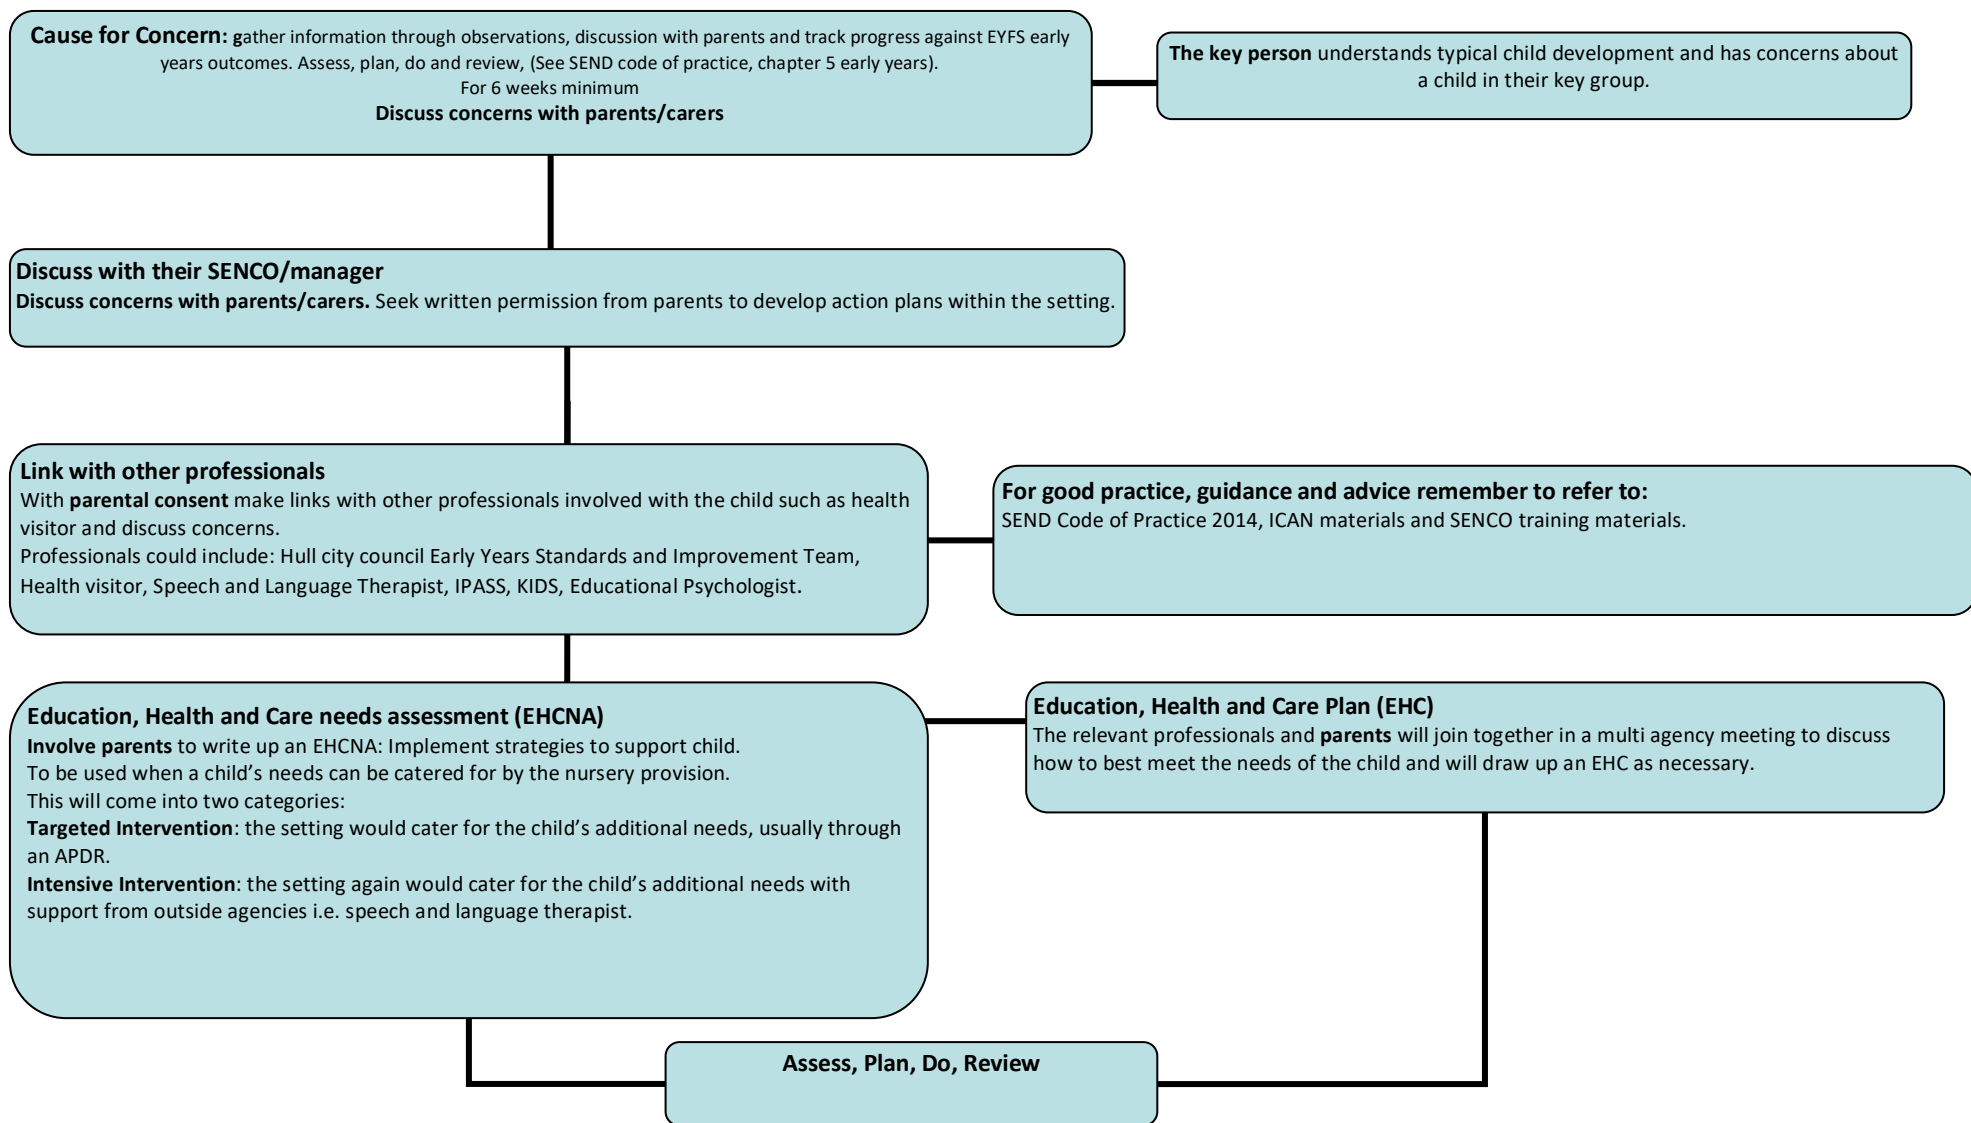 Cause for Concern: gather information through observations, discussion with parents and track progress against EYFS early
years outcomes. Assess, plan, do and review, (See SEND code of practice, chapter 5 early years).
For 6 weeks minimum
Discuss concerns with parents/carers
The key person understands typical child development and has concerns about
a child in their key group.
Discuss with their SENCO/manager
Discuss concerns with parents/carers. Seek written permission from parents to develop action plans within the setting.
Link with other professionals
With parental consent make links with other professionals involved with the child such as health
visitor and discuss concerns.
Professionals could include: Hull city council Early Years Standards and Improvement Team,
Health visitor, Speech and Language Therapist, IPASS, KIDS, Educational Psychologist.
For good practice, guidance and advice remember to refer to:
SEND Code of Practice 2014, ICAN materials and SENCO training materials.
Education, Health and Care needs assessment (EHCNA)
Involve parents to write up an EHCNA: Implement strategies to support child.
To be used when a child's needs can be catered for by the nursery provision.
This will come into two categories:
Targeted Intervention: the setting would cater for the child's additional needs, usually through
an APDR.
Intensive Intervention: the setting again would cater for the child's additional needs with
support from outside agencies i.e. speech and language therapist.
Education, Health and Care Plan (EHC)
The relevant professionals and parents will join together in a multi agency meeting to discuss
how to best meet the needs of the child and will draw up an EHC as necessary.
Assess, Plan, Do, Review